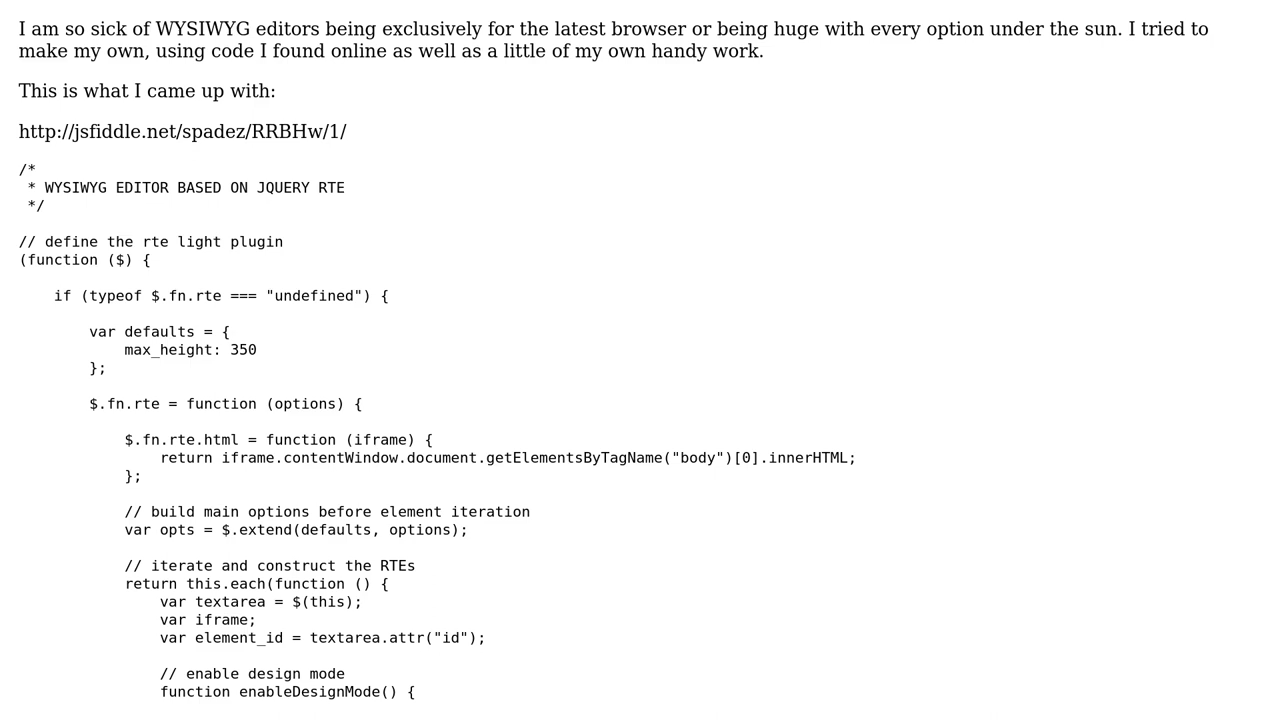 I am so sick of WYSIWYG editors being exclusively for the latest browser or being huge with every option under the sun. I tried to
make my own, using code I found online as well as a little of my own handy work.
This is what I came up with:
http://jsfiddle.net/spadez/RRBHw/1/
/*
 * WYSIWYG EDITOR BASED ON JQUERY RTE
 */
// define the rte light plugin
(function ($) {
    if (typeof $.fn.rte === "undefined") {
        var defaults = {
            max_height: 350
        };
        $.fn.rte = function (options) {
            $.fn.rte.html = function (iframe) {
                return iframe.contentWindow.document.getElementsByTagName("body")[0].innerHTML;
            };
            // build main options before element iteration
            var opts = $.extend(defaults, options);
            // iterate and construct the RTEs
            return this.each(function () {
                var textarea = $(this);
                var iframe;
                var element_id = textarea.attr("id");
                // enable design mode
                function enableDesignMode() {